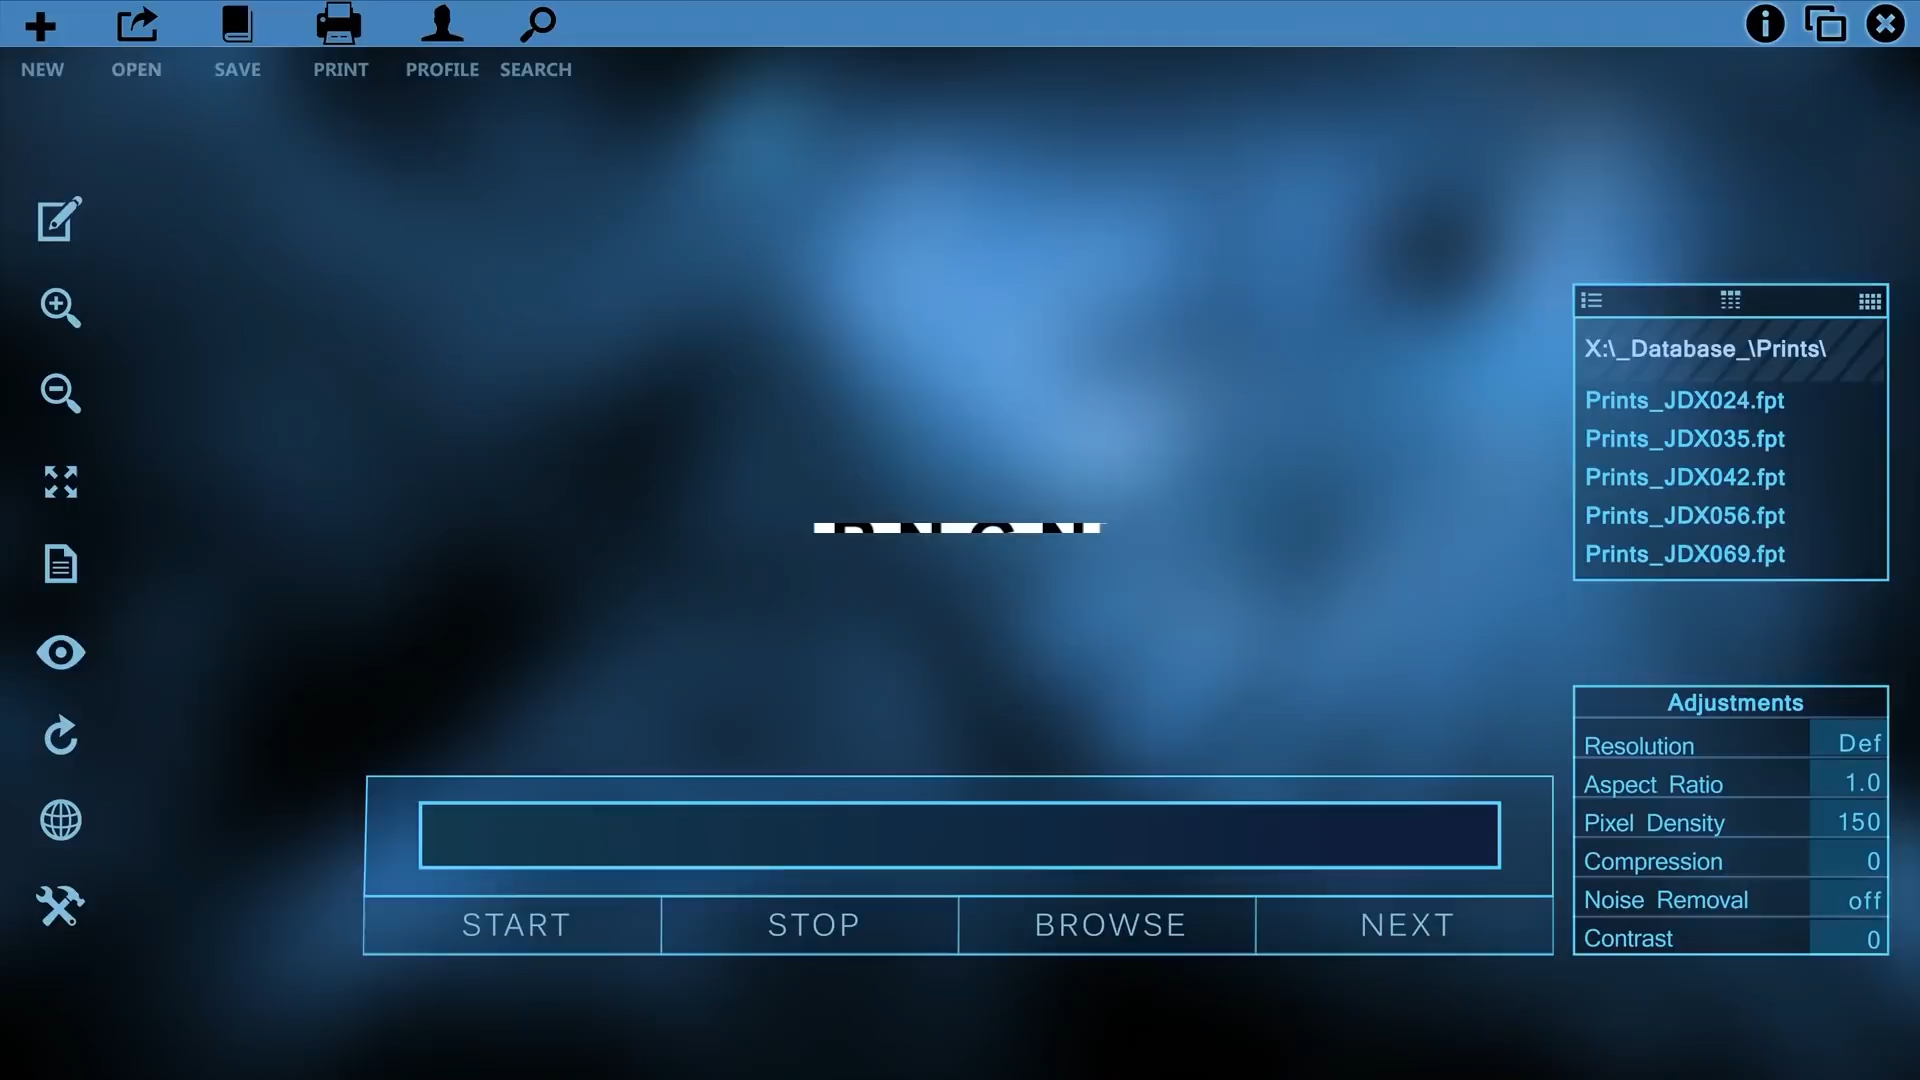 NEW OPEN SAVE PRINT PROFILE SEARCH
X:\_Database_\Prints\
Prints_JDX024.fpt
Prints_JDX035.fpt
Prints_JDX042.fpt
Prints_JDX056.fpt
Prints_JDX069.fpt
Adjustments
Resolution Def
Aspect Ratio 1.0
Pixel Density 150
Compression 0
Noise Removal off
Contrast 0
START STOP BROWSE NEXT